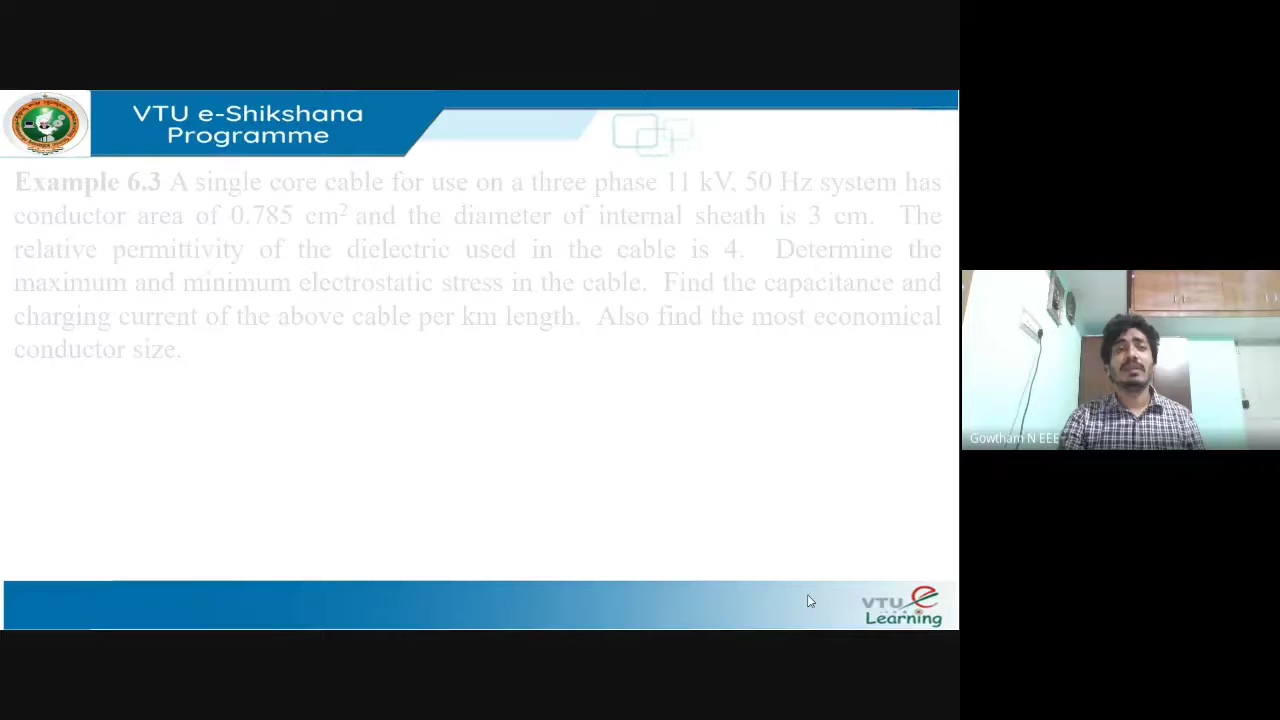 VTU e-Shikshana
Programme
Example 6.3 A single core cable for use on a three phase 11 kV, 50 Hz system has
conductor area of 0.785 cm² and the diameter of internal sheath is 3 cm. The
relative permittivity of the dielectric used in the cable is 4. Determine the
maximum and minimum electrostatic stress in the cable. Find the capacitance and
charging current of the above cable per km length. Also find the most economical
conductor size.
Gowtham N EEE
VTU e
Learning